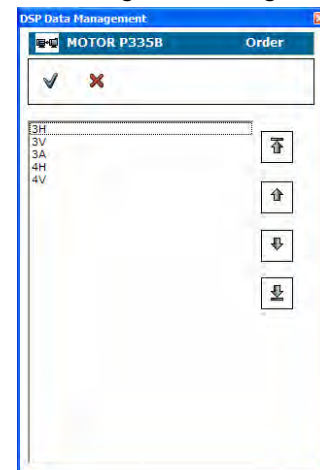 DSP Data Management
MOTOR P335B Order
3H
3V
3A
4H
4V